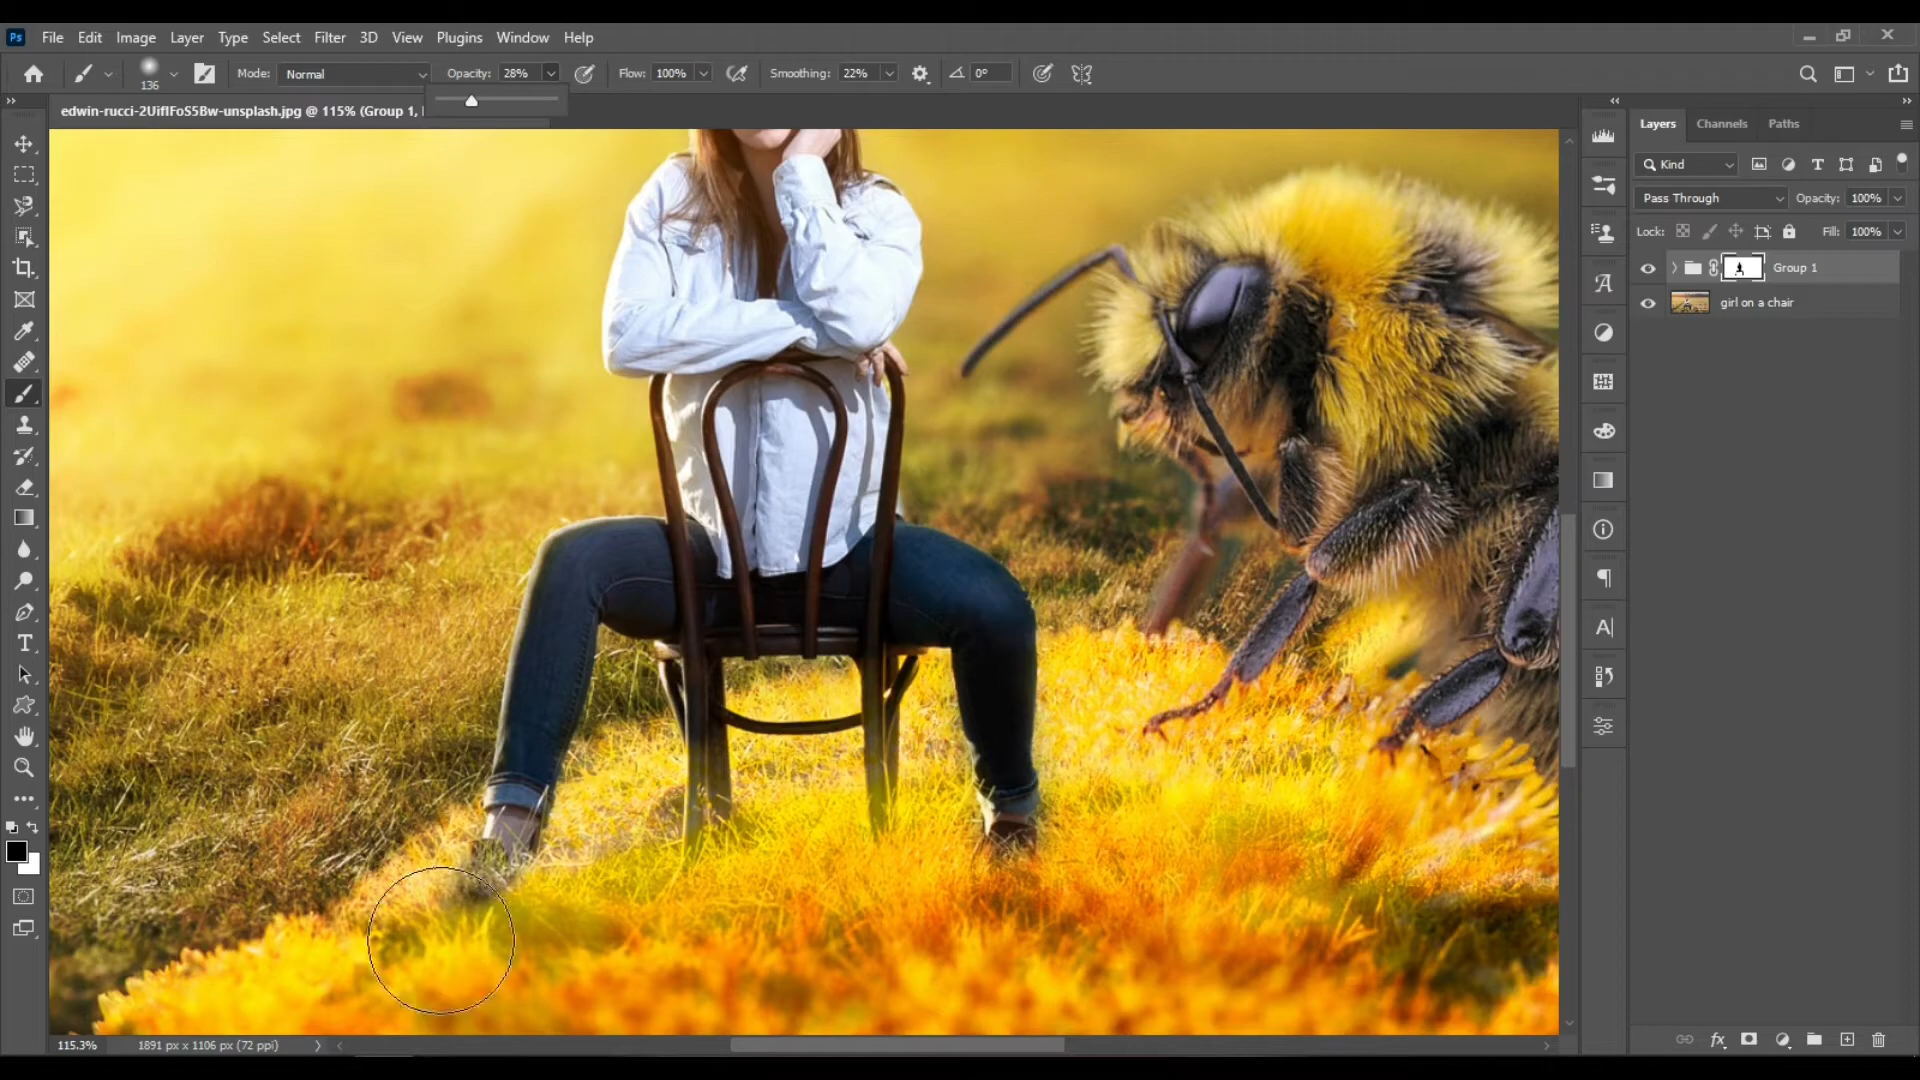 Ps File Edit Image Layer Type Select Filter 3D View Plugins Window Help
136 Mode: Normal Opacity: 28% Flow: 100% Smoothing: 22% 0°
edwin-rucci-2UifIFoS5Bw-unsplash.jpg @ 115% (Group 1,
Layers Channels Paths
Kind
Pass Through Opacity: 100%
Lock: Fill: 100%
Group 1
girl on a chair
115.3% 1891 px x 1106 px (72 ppi)